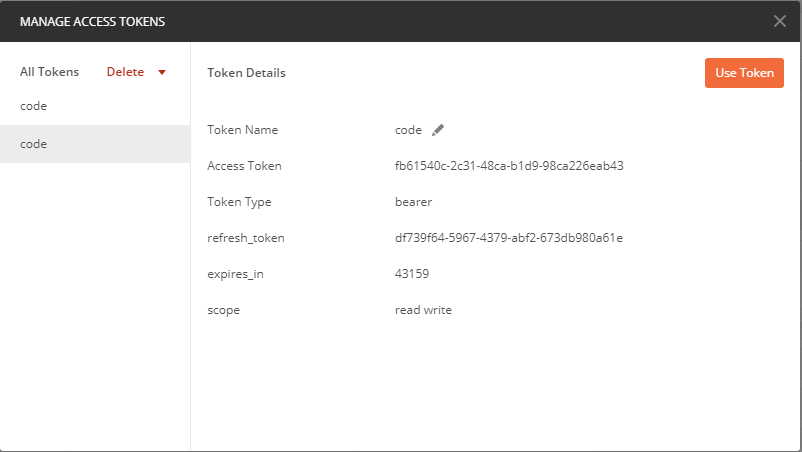 MANAGE ACCESS TOKENS
All Tokens Delete
code
code
Token Details Use Token
Token Name code
Access Token fb61540c-2c31-48ca-b1d9-98ca226eab43
Token Type bearer
refresh_token df739f64-5967-4379-abf2-673db980a61e
expires_in 43159
scope read write